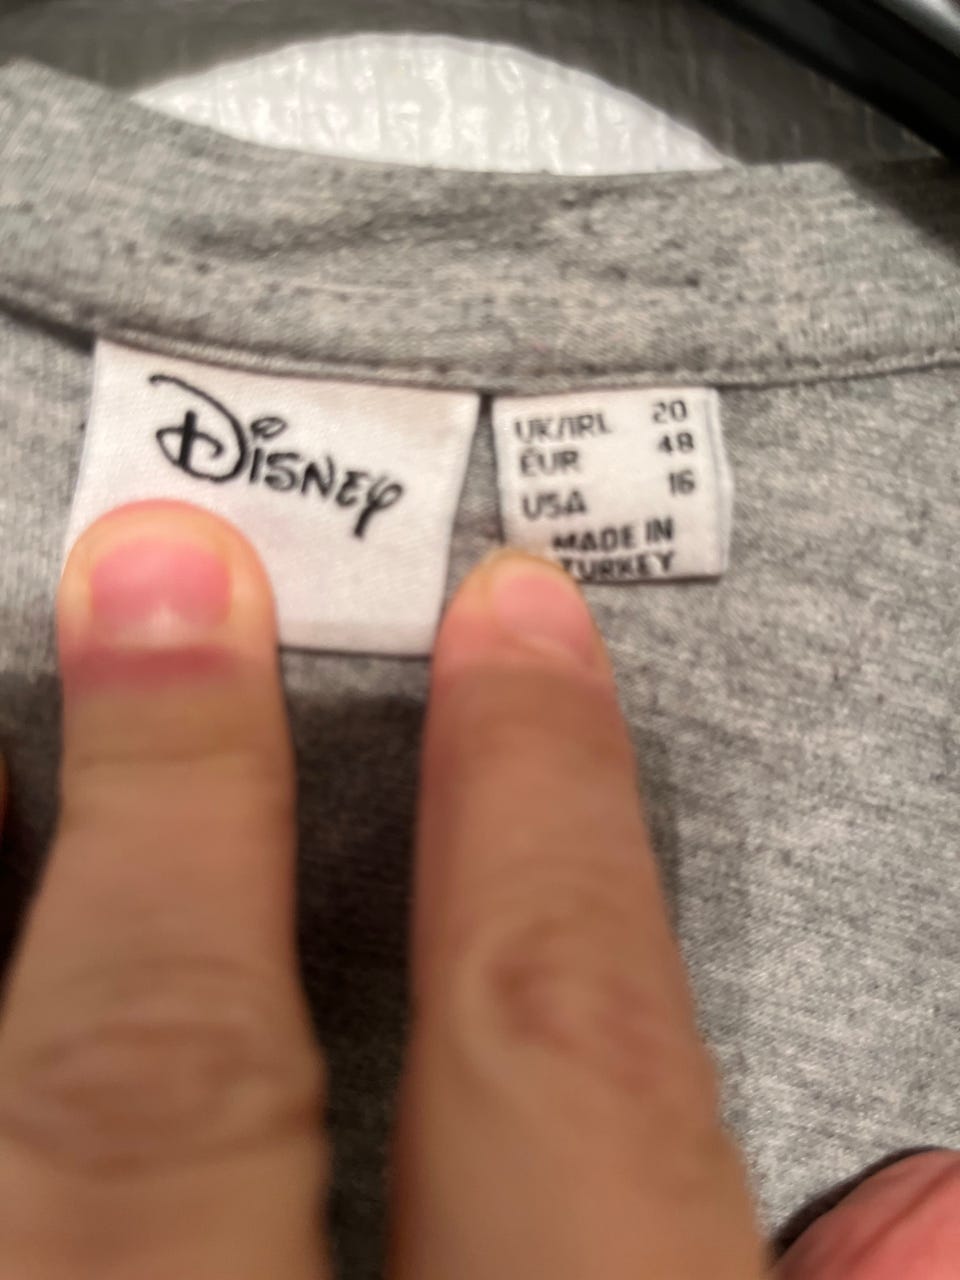 DISNEY
UK/IRL 20
EUR 48
USA 16
MADE IN
TURKEY